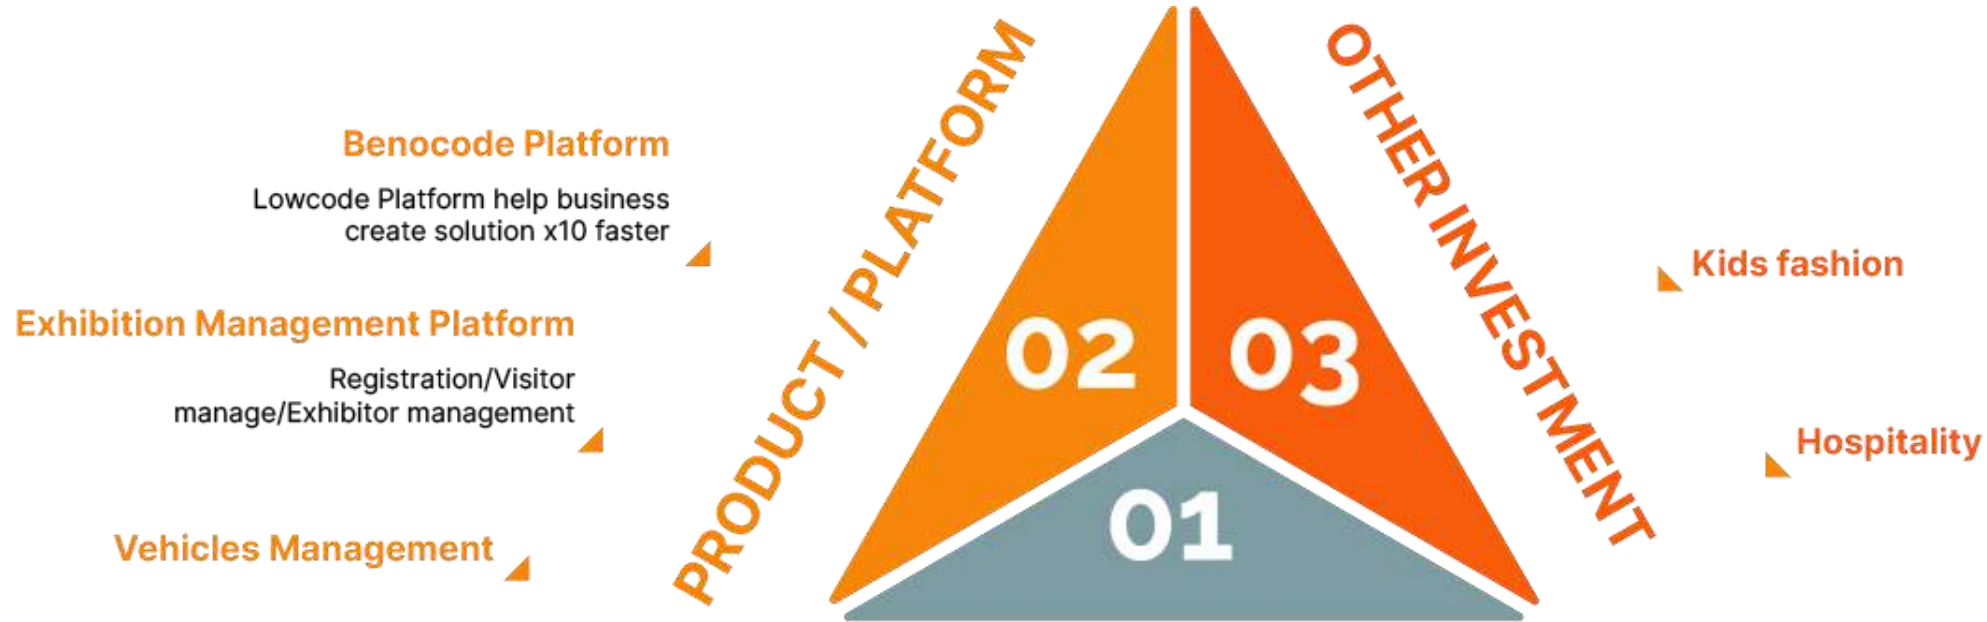 PRODUCT / PLATFORM
OTHER INVESTMENT
Benocode Platform
Lowcode Platform help business
create solution x10 faster
Exhibition Management Platform
Registration/Visitor
manage/Exhibitor management
Vehicles Management
02
03
01
Kids fashion
Hospitality